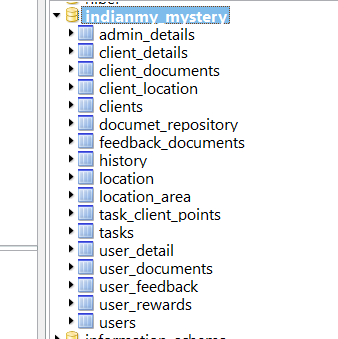 indianmy_mystery
admin_details
client_details
client_documents
client_location
clients
documet_repository
feedback_documents
history
location
location_area
task_client_points
tasks
user_detail
user_documents
user_feedback
user_rewards
users